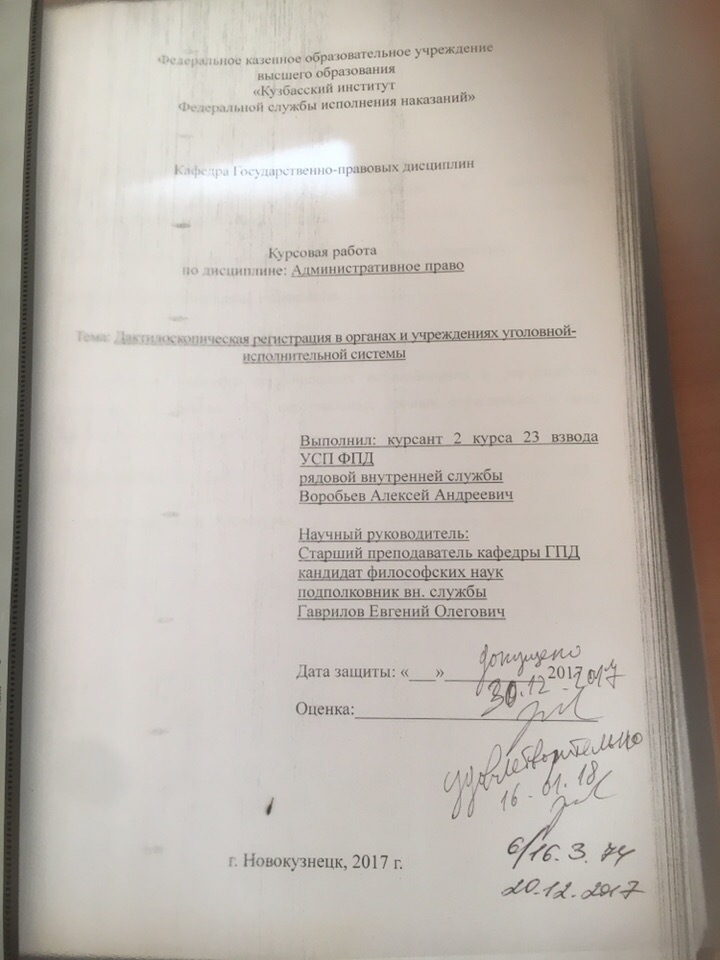 Федеральное казенное образовательное учреждение
высшего образования
«Кузбасский институт
Федеральной службы исполнения наказаний»
Кафедра Государственно-правовых дисциплин
Курсовая работа
по дисциплине: Административное право
Тема: Дактилоскопическая регистрация в органах и учреждениях уголовной-
исполнительной системы
Выполнил: курсант 2 курса 23 взвода
УСП ФПД
рядовой внутренней службы
Воробьев Алексей Андреевич
Научный руководитель:
Старший преподаватель кафедры ГПД
кандидат философских наук
подполковник вн. службы
Гаврилов Евгений Олегович
допущено
Дата защиты: «___»__________ 2017
30.12.2017
Оценка:
удовлетворительно
16.01.18
6/16.3.74
г. Новокузнецк, 2017 г.
20.12.2017